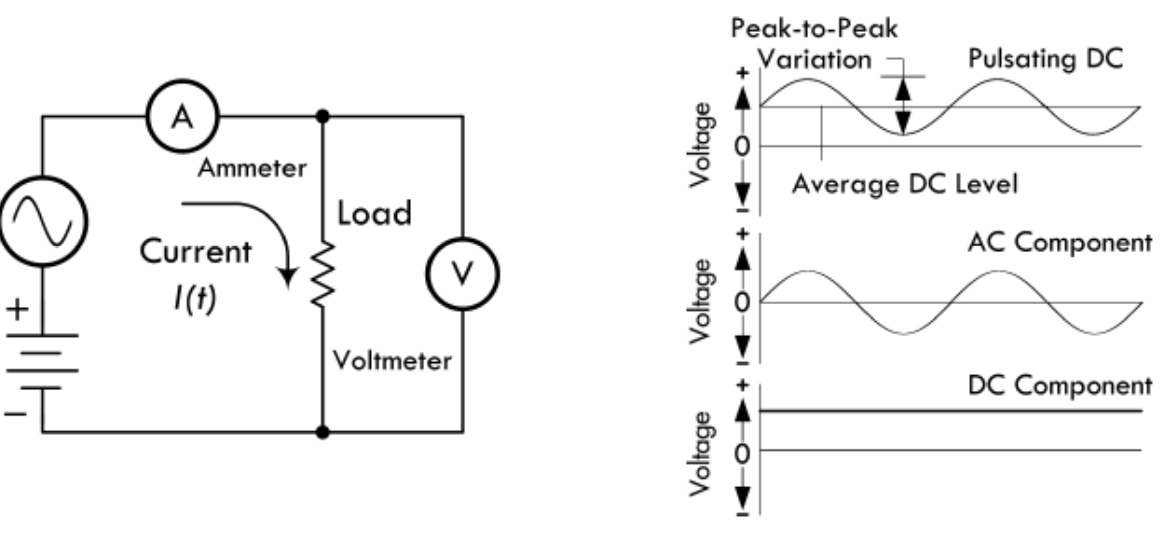 A
Ammeter
Load
Current
I(t)
V
+
Voltmeter
−
Peak-to-Peak
Variation
Pulsating DC
+
Voltage
0
Average DC Level
−
+
AC Component
Voltage
0
−
+
DC Component
Voltage
0
−